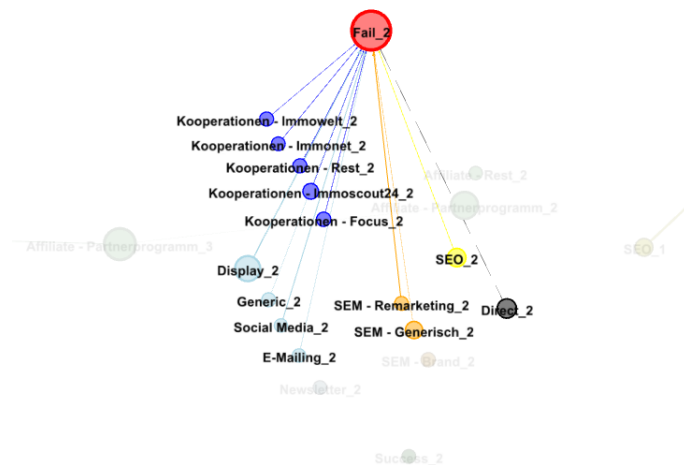 Fail_2
Kooperationen - Immowelt_2
Kooperationen - Immonet_2
Kooperationen - Rest_2
Affiliate - Rest_2
Kooperationen - Immoscout24_2
Affiliate - Partnerprogramm_2
Kooperationen - Focus_2
Affiliate - Partnerprogramm_3
SEO_1
SEO_2
Display_2
Generic_2
SEM - Remarketing_2
Direct_2
Social Media_2
SEM - Generisch_2
E-Mailing_2
SEM - Brand_2
Newsletter_2
Success_2